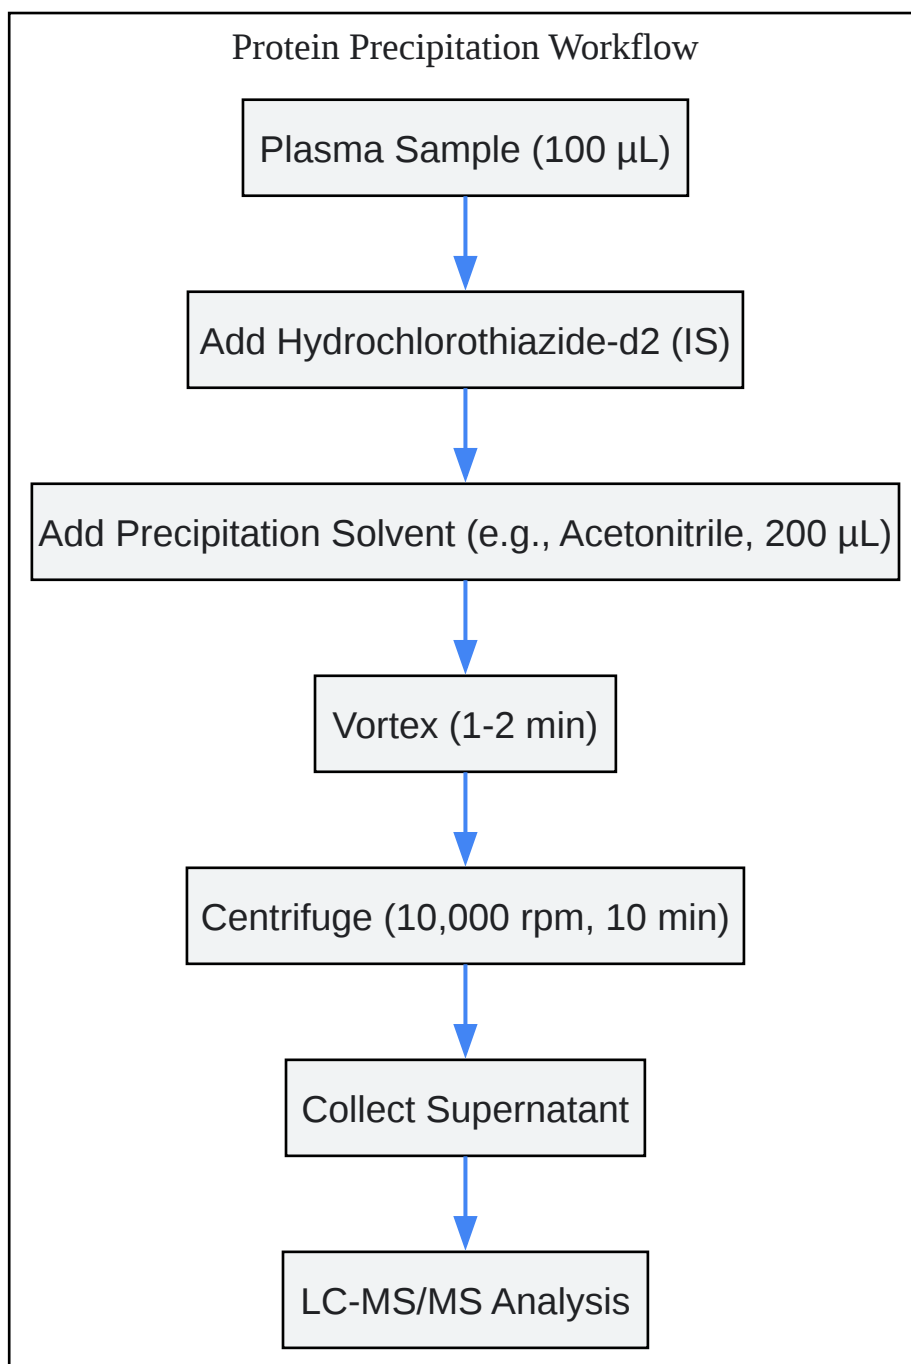 Protein Precipitation Workflow
Plasma Sample (100 µL)
Add Hydrochlorothiazide-d2 (IS)
Add Precipitation Solvent (e.g., Acetonitrile, 200 µL)
Vortex (1-2 min)
Centrifuge (10,000 rpm, 10 min)
Collect Supernatant
LC-MS/MS Analysis